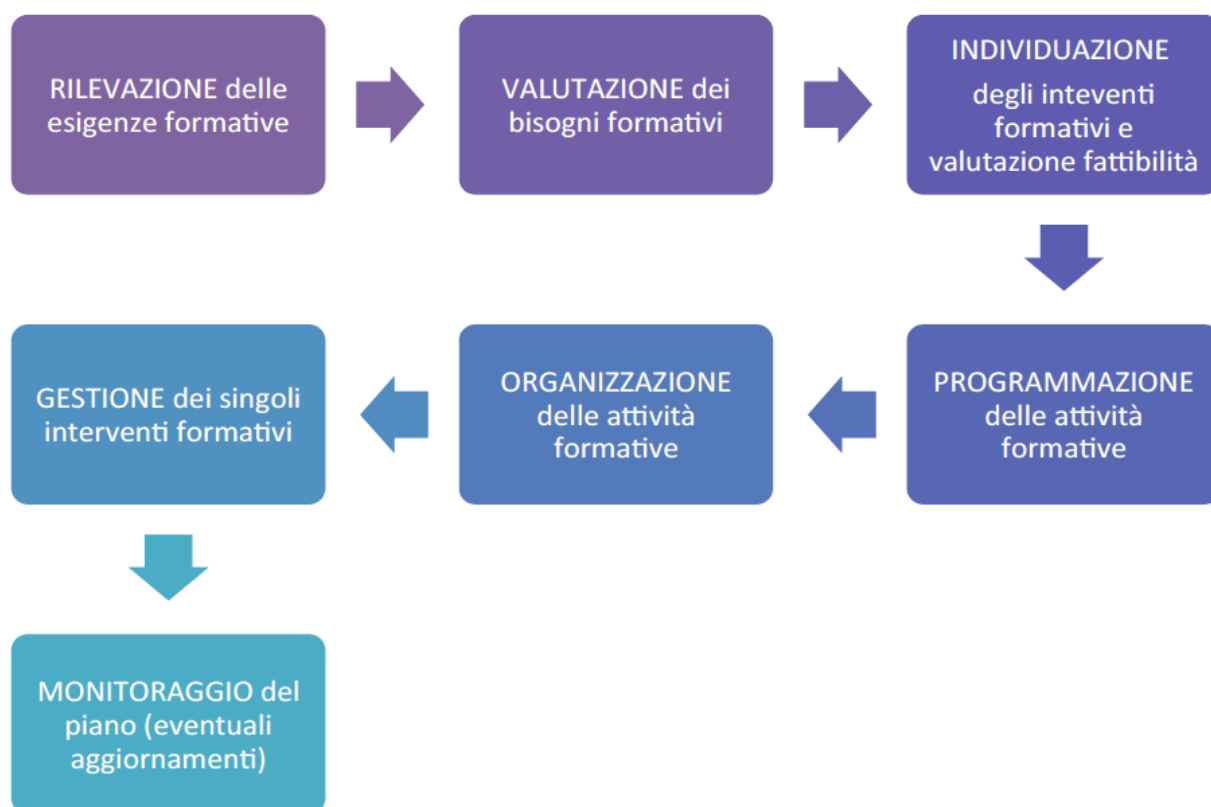 RILEVAZIONE delle
esigenze formative
VALUTAZIONE dei
bisogni formativi
INDIVIDUAZIONE
degli inteventi
formativi e
valutazione fattibilità
PROGRAMMAZIONE
delle attività
formative
ORGANIZZAZIONE
delle attività
formative
GESTIONE dei singoli
interventi formativi
MONITORAGGIO del
piano (eventuali
aggiornamenti)